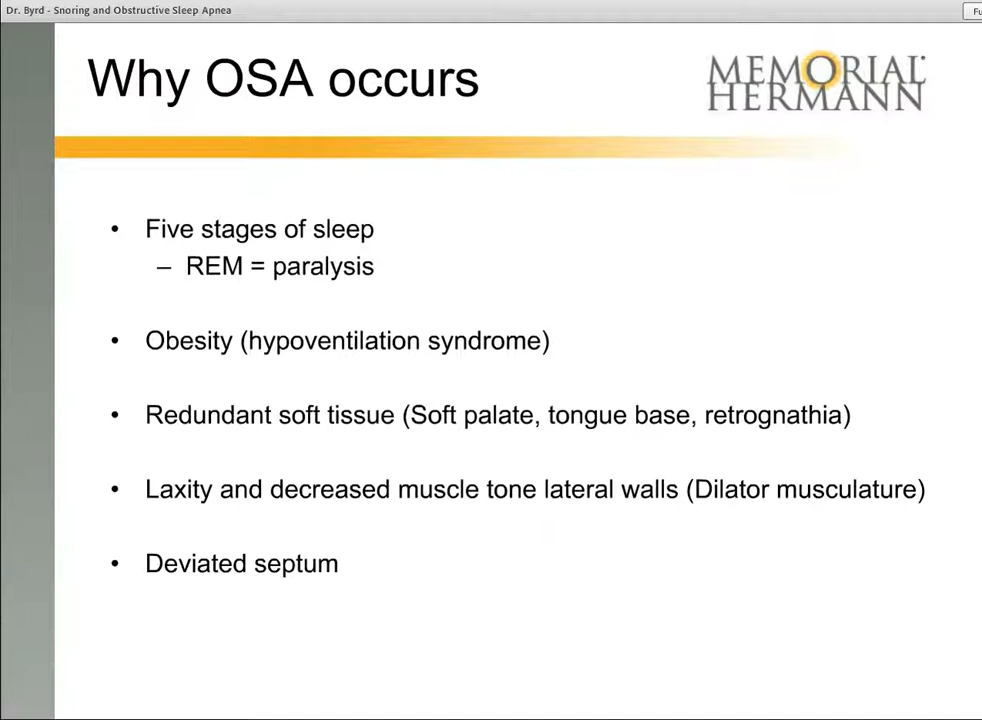 Dr. Byrd - Snoring and Obstructive Sleep Apnea
Fu
Why OSA occurs
MEMORIAL
HERMANN
• Five stages of sleep
– REM = paralysis
• Obesity (hypoventilation syndrome)
• Redundant soft tissue (Soft palate, tongue base, retrognathia)
• Laxity and decreased muscle tone lateral walls (Dilator musculature)
• Deviated septum